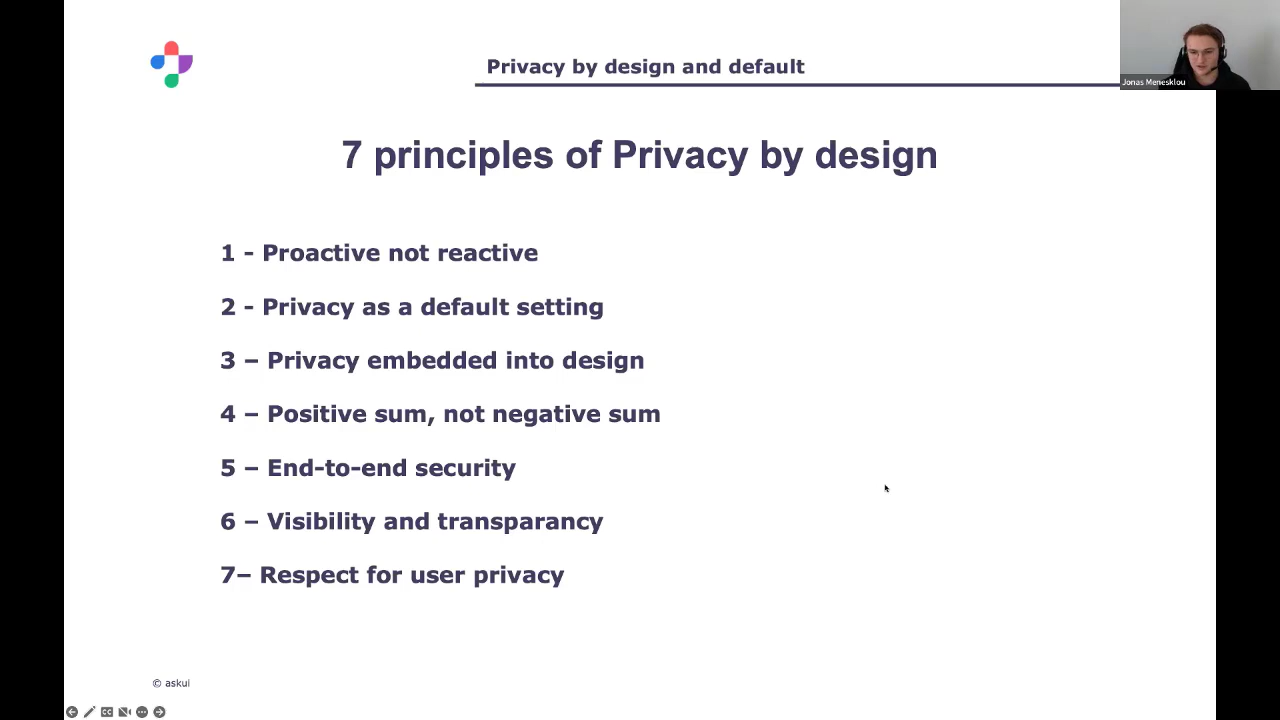 Privacy by design and default
Jonas Menesklou
7 principles of Privacy by design
1 - Proactive not reactive
2 - Privacy as a default setting
3 – Privacy embedded into design
4 – Positive sum, not negative sum
5 – End-to-end security
6 – Visibility and transparancy
7– Respect for user privacy
© askui
CC